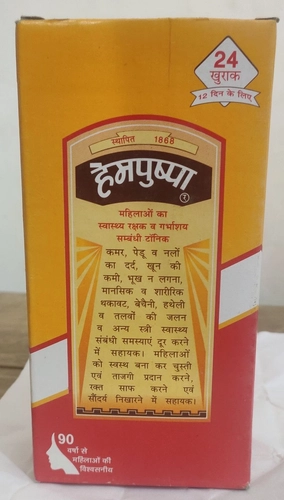 24
खुराक
12 दिन के लिए
स्थापित 1868
हेमपुष्पा
R
महिलाओं का
स्वास्थ्य रक्षक व गर्भाशय
सम्बंधी टॉनिक
कमर, पेडू व नलों
का दर्द, खून की
कमी, भूख न लगना,
मानसिक व शारीरिक
थकावट, बेचैनी, हथेली
व तलवों की जलन
व अन्य स्त्री स्वास्थ्य
संबंधी समस्याएं दूर करने
में सहायक। महिलाओं
को स्वस्थ बना कर चुस्ती
एवं ताजगी प्रदान करने,
रक्त साफ करने एवं
सौंदर्य निखारने में सहायक।
90
वर्षो से
महिलाओं की
विश्वसनीय